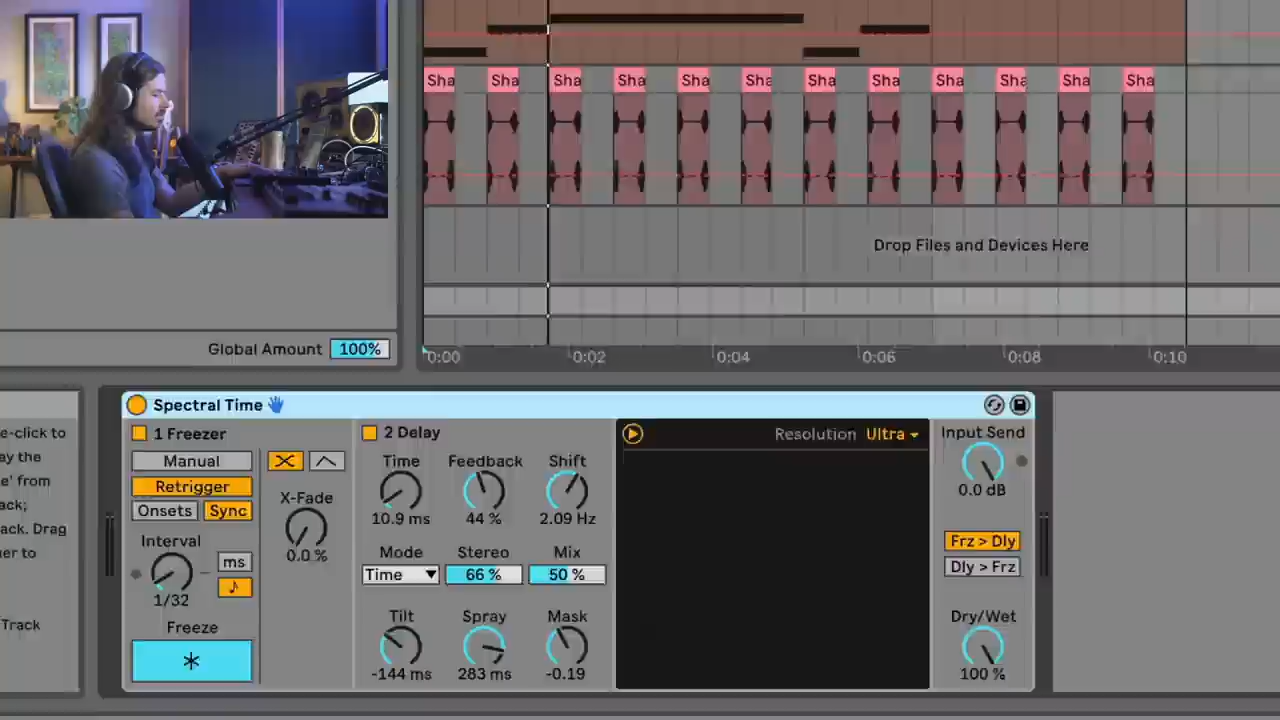 Sha Sha Sha Sha Sha Sha Sha Sha Sha Sha Sha Sha
Drop Files and Devices Here
Global Amount 100%
0:00 0:02 0:04 0:06 0:08 0:10
e-click to
ay the
e' from
ack;
ack. Drag
er to
Track
Spectral Time
1 Freezer
Manual
Retrigger
Onsets Sync
Interval
ms
1/32
Freeze
X-Fade
0.0 %
2 Delay
Time Feedback Shift
10.9 ms 44 % 2.09 Hz
Mode Stereo Mix
Time 66 % 50 %
Tilt Spray Mask
-144 ms 283 ms -0.19
Resolution Ultra
Input Send
0.0 dB
Frz > Dly
Dly > Frz
Dry/Wet
100 %